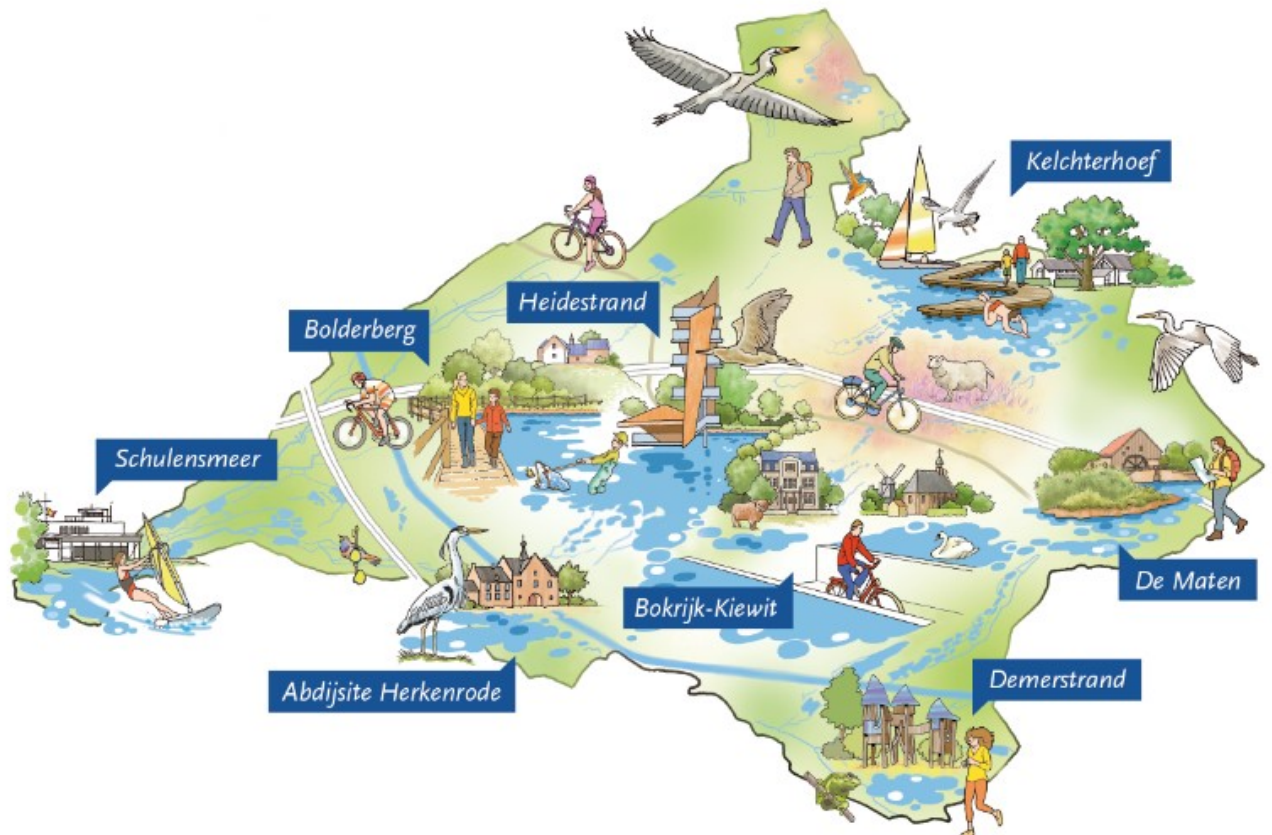 Kelchterhoef
Heidestrand
Bolderberg
Schulensmeer
De Maten
Bokrijk-Kiewit
Abdijsite Herkenrode
Demerstrand